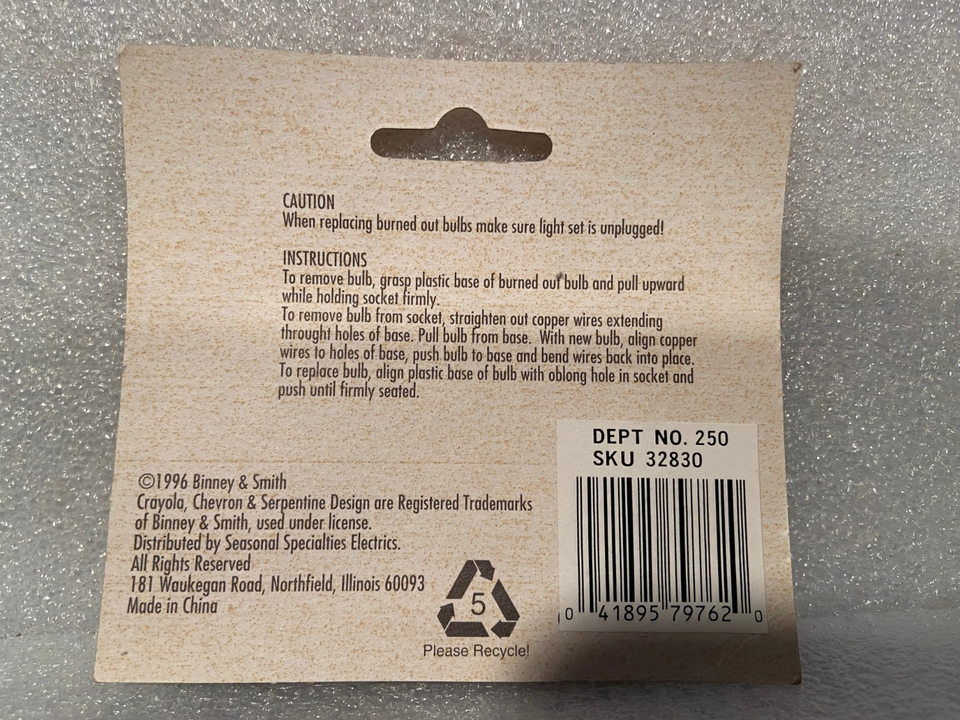 CAUTION
When replacing burned out bulbs make sure light set is unplugged!
INSTRUCTIONS
To remove bulb, grasp plastic base of burned out bulb and pull upward
while holding socket firmly.
To remove bulb from socket, straighten out copper wires extending
throught holes of base. Pull bulb from base. With new bulb, align copper
wires to holes of base, push bulb to base and bend wires back into place.
To replace bulb, align plastic base of bulb with oblong hole in socket and
push until firmly seated.
DEPT NO. 250
SKU 32830
0 41895 79762 0
©1996 Binney & Smith
Crayola, Chevron & Serpentine Design are Registered Trademarks
of Binney & Smith, used under license.
Distributed by Seasonal Specialties Electrics.
All Rights Reserved
181 Waukegan Road, Northfield, Illinois 60093
Made in China
5
Please Recycle!